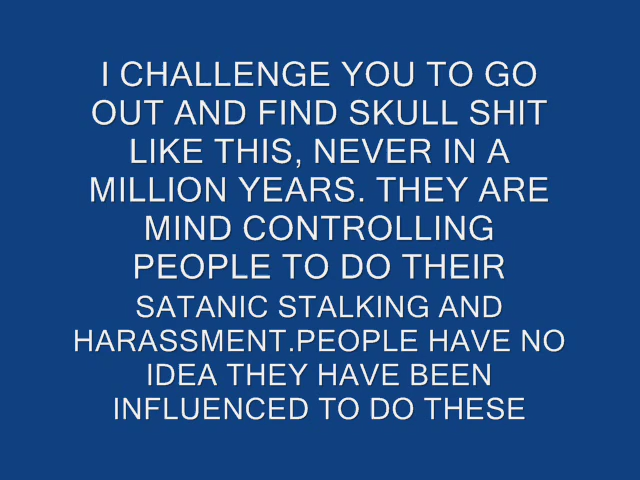 I CHALLENGE YOU TO GO
OUT AND FIND SKULL SHIT
LIKE THIS, NEVER IN A
MILLION YEARS. THEY ARE
MIND CONTROLLING
PEOPLE TO DO THEIR
SATANIC STALKING AND
HARASSMENT.PEOPLE HAVE NO
IDEA THEY HAVE BEEN
INFLUENCED TO DO THESE